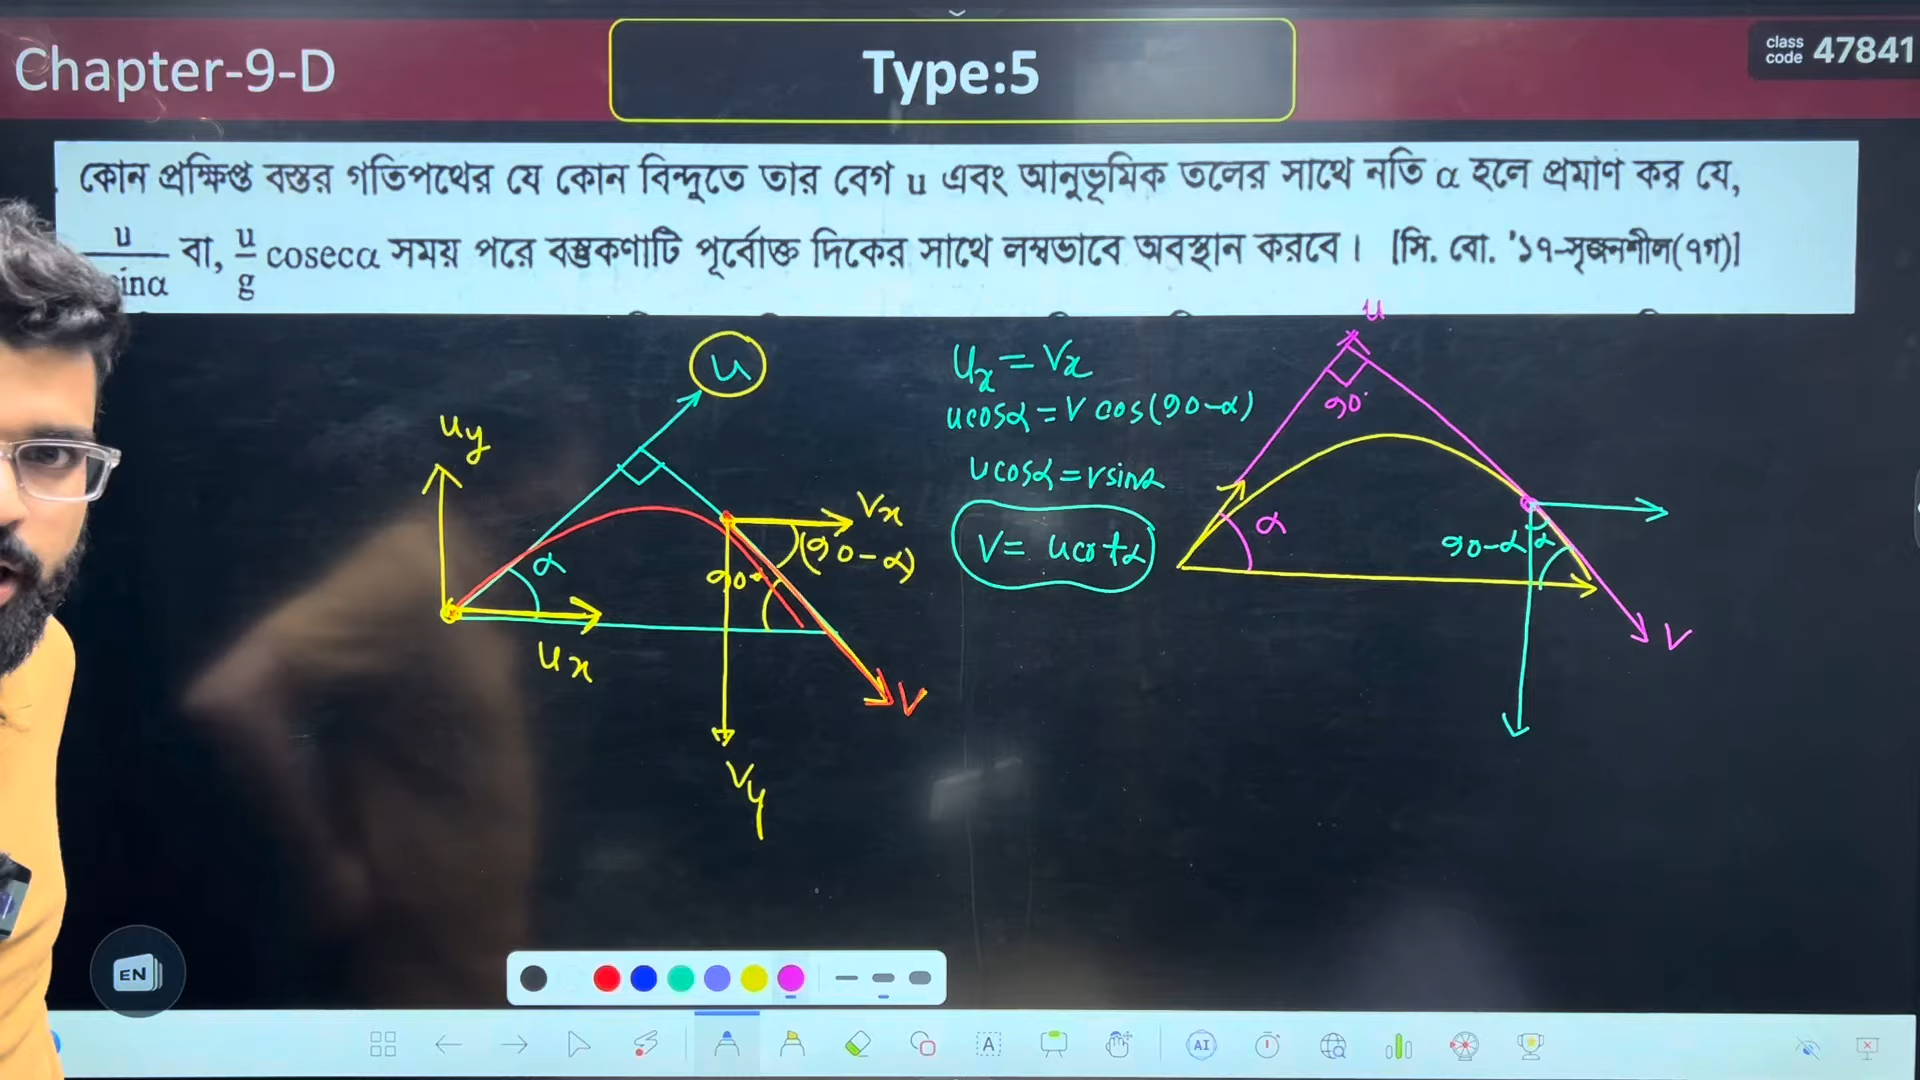 Chapter-9-D
Type:5
class code 47841
কোন প্রক্ষিপ্ত বস্তুর গতিপথের যে কোন বিন্দুতে তার বেগ u এবং আনুভূমিক তলের সাথে নতি α হলে প্রমাণ কর যে,
u
inα
বা, u/g cosecα সময় পরে বস্তুকণাটি পূর্বোক্ত দিকের সাথে লম্বভাবে অবস্থান করবে। [সি. বো. '১৭-সৃজনশীল(৭গ)]
u
uy
α
ux
Vx
(90-α)
90-α
V
Vy
Ux = Vx
ucosα = V cos(90-α)
ucosα = vsinα
V = ucotα
u
90°
α
90-α
α
V
EN
A
AI